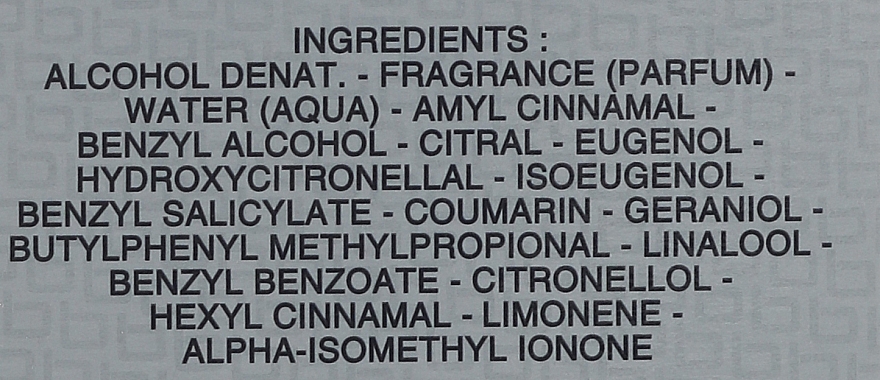 INGREDIENTS :
ALCOHOL DENAT. - FRAGRANCE (PARFUM) -
WATER (AQUA) - AMYL CINNAMAL -
BENZYL ALCOHOL - CITRAL - EUGENOL -
HYDROXYCITRONELLAL - ISOEUGENOL -
BENZYL SALICYLATE - COUMARIN - GERANIOL -
BUTYLPHENYL METHYLPROPIONAL - LINALOOL -
BENZYL BENZOATE - CITRONELLOL -
HEXYL CINNAMAL - LIMONENE -
ALPHA-ISOMETHYL IONONE